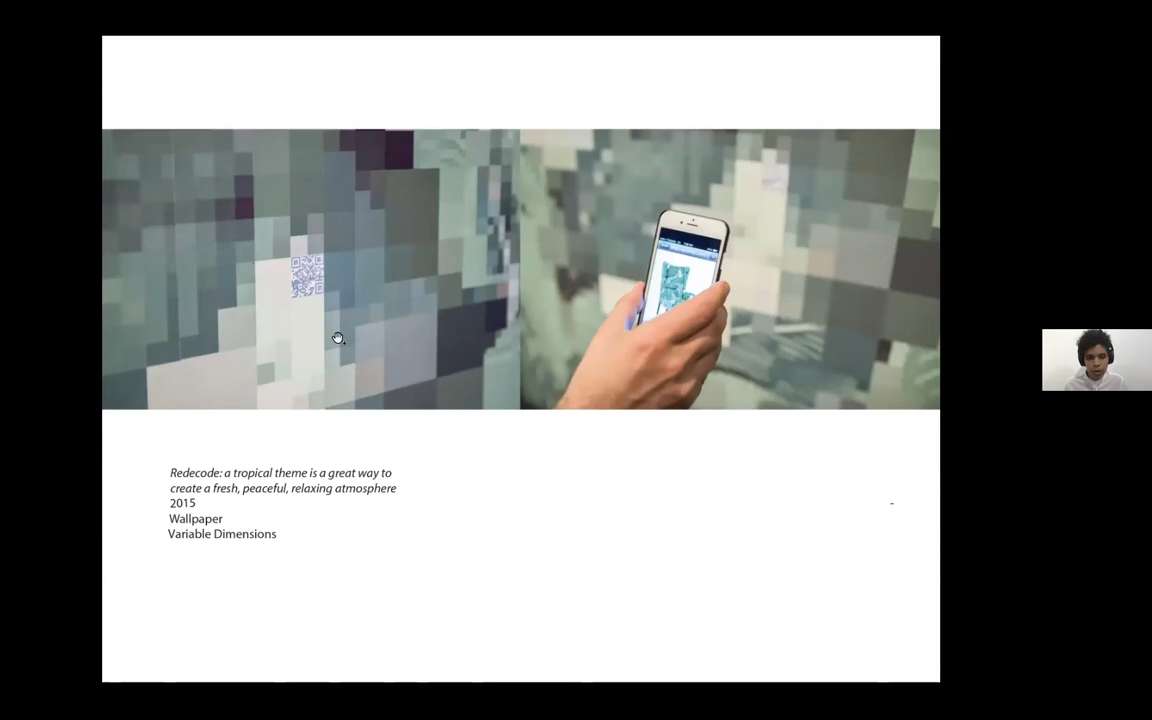 Redecode: a tropical theme is a great way to
create a fresh, peaceful, relaxing atmosphere
2015
-
Wallpaper
Variable Dimensions